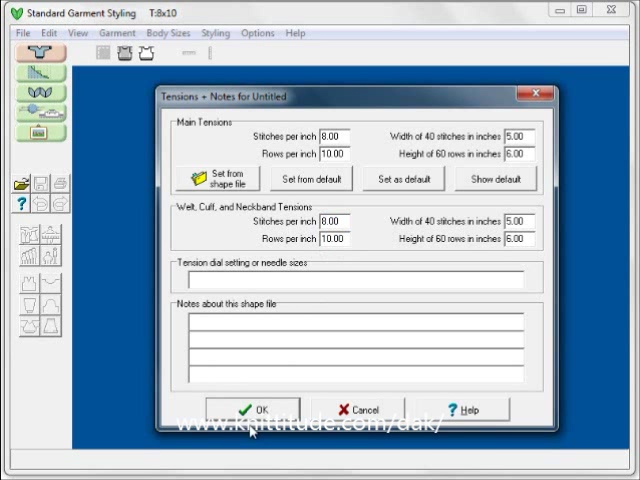 Standard Garment Styling T:8x10
File Edit View Garment Body Sizes Styling Options Help
Tensions + Notes for Untitled
Main Tensions
Stitches per inch 8.00 Width of 40 stitches in inches 5.00
Rows per inch 10.00 Height of 60 rows in inches 6.00
Set from shape file
Set from default
Set as default
Show default
Welt, Cuff, and Neckband Tensions
Stitches per inch 8.00 Width of 40 stitches in inches 5.00
Rows per inch 10.00 Height of 60 rows in inches 6.00
Tension dial setting or needle sizes
Notes about this shape file
OK Cancel ? Help
www.knittitude.com/dak/